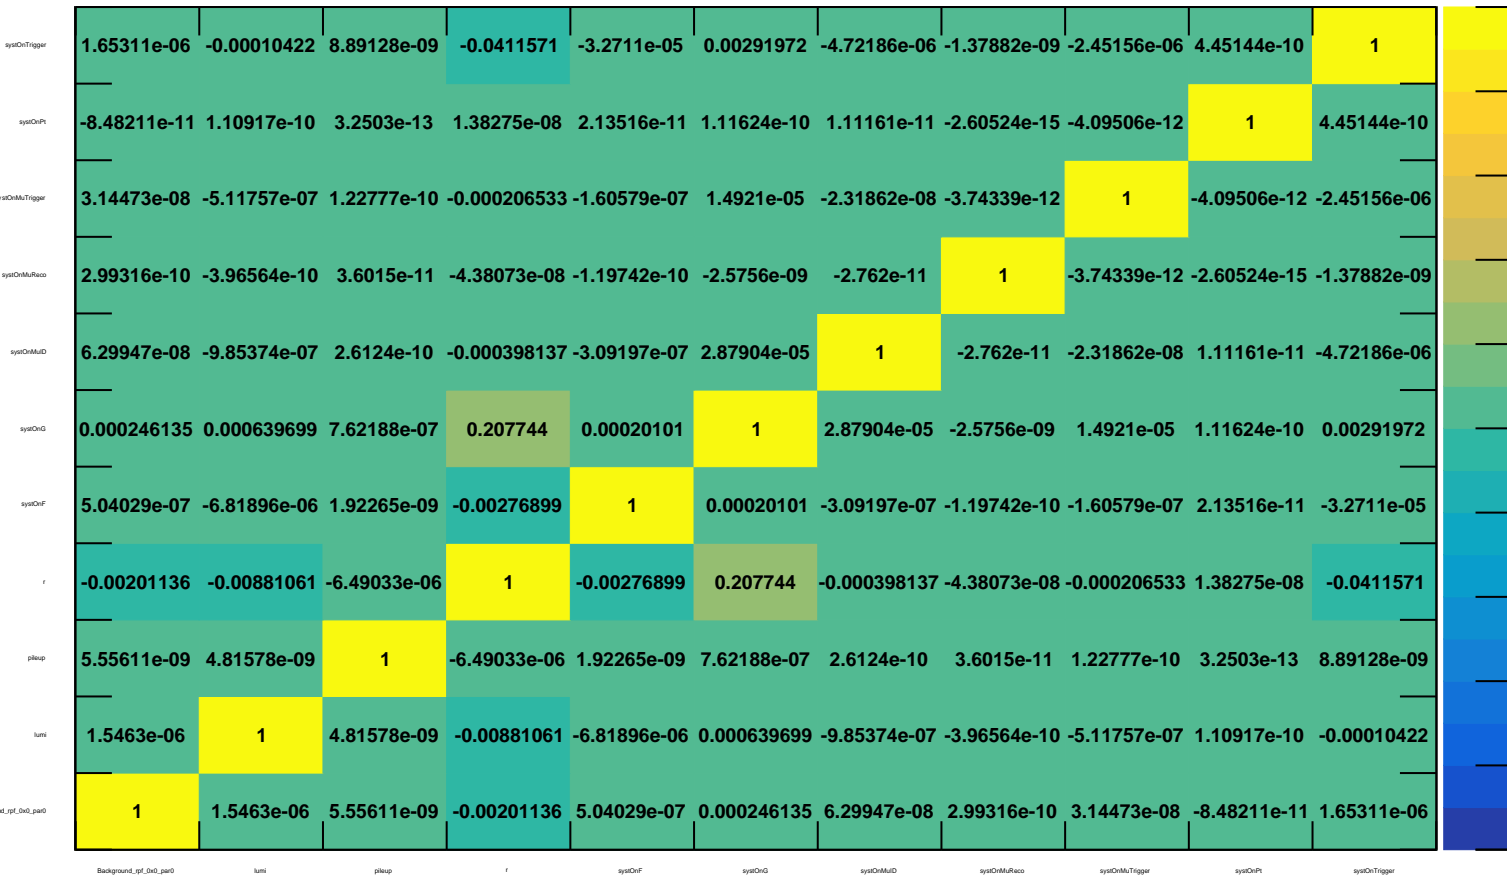 systOnTrigger 1.65311e-06 -0.00010422 8.89128e-09 -0.0411571 -3.2711e-05 0.00291972 -4.72186e-06 -1.37882e-09 -2.45156e-06 4.45144e-10 1
systOnPt -8.48211e-11 1.10917e-10 3.2503e-13 1.38275e-08 2.13516e-11 1.11624e-10 1.11161e-11 -2.60524e-15 -4.09506e-12 1 4.45144e-10
stOnMuTrigger 3.14473e-08 -5.11757e-07 1.22777e-10 -0.000206533 -1.60579e-07 1.4921e-05 -2.31862e-08 -3.74339e-12 1 -4.09506e-12 -2.45156e-06
systOnMuReco 2.99316e-10 -3.96564e-10 3.6015e-11 -4.38073e-08 -1.19742e-10 -2.5756e-09 -2.762e-11 1 -3.74339e-12 -2.60524e-15 -1.37882e-09
systOnMuID 6.29947e-08 -9.85374e-07 2.6124e-10 -0.000398137 -3.09197e-07 2.87904e-05 1 -2.762e-11 -2.31862e-08 1.11161e-11 -4.72186e-06
systOnG 0.000246135 0.000639699 7.62188e-07 0.207744 0.00020101 1 2.87904e-05 -2.5756e-09 1.4921e-05 1.11624e-10 0.00291972
systOnF 5.04029e-07 -6.81896e-06 1.92265e-09 -0.00276899 1 0.00020101 -3.09197e-07 -1.19742e-10 -1.60579e-07 2.13516e-11 -3.2711e-05
r -0.00201136 -0.00881061 -6.49033e-06 1 -0.00276899 0.207744 -0.000398137 -4.38073e-08 -0.000206533 1.38275e-08 -0.0411571
pileup 5.55611e-09 4.81578e-09 1 -6.49033e-06 1.92265e-09 7.62188e-07 2.6124e-10 3.6015e-11 1.22777e-10 3.2503e-13 8.89128e-09
lumi 1.5463e-06 1 4.81578e-09 -0.00881061 -6.81896e-06 0.000639699 -9.85374e-07 -3.96564e-10 -5.11757e-07 1.10917e-10 -0.00010422
d_rpf_0x0_par0 1 1.5463e-06 5.55611e-09 -0.00201136 5.04029e-07 0.000246135 6.29947e-08 2.99316e-10 3.14473e-08 -8.48211e-11 1.65311e-06
Background_rpf_0x0_par0 lumi pileup r systOnF systOnG systOnMuID systOnMuReco systOnMuTrigger systOnPt systOnTrigger